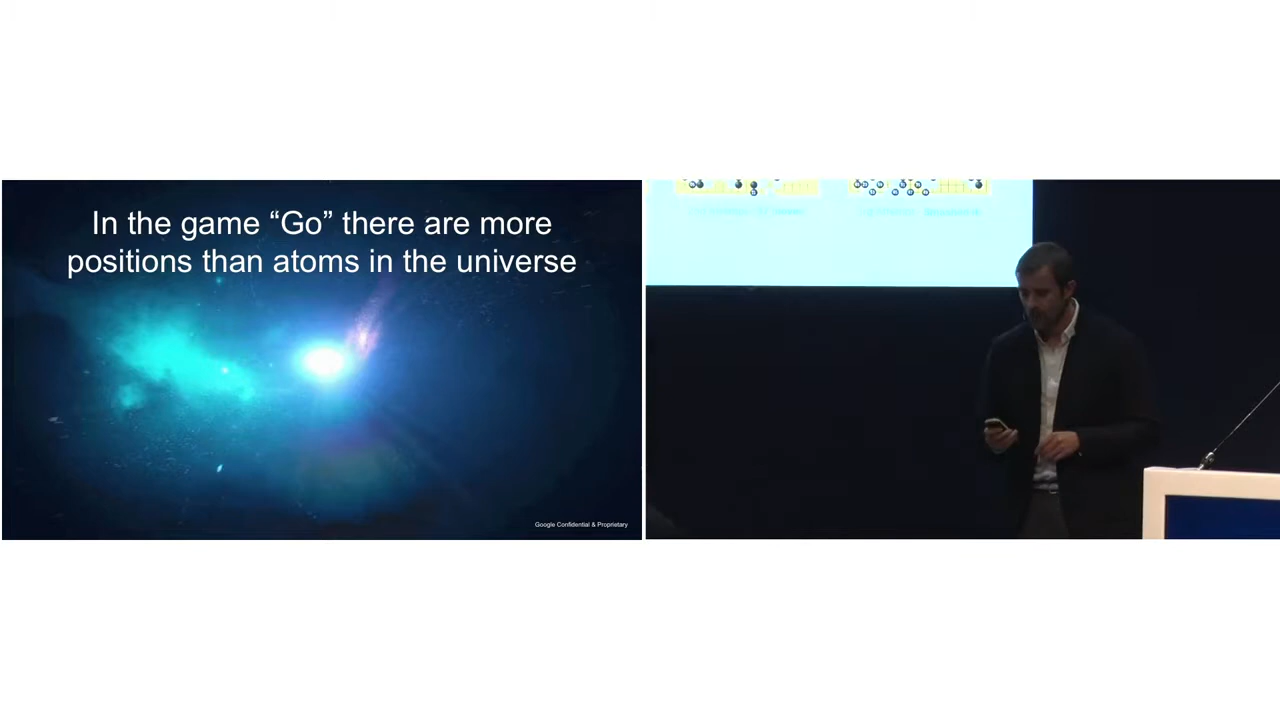 In the game “Go” there are more
positions than atoms in the universe
Google Confidential & Proprietary